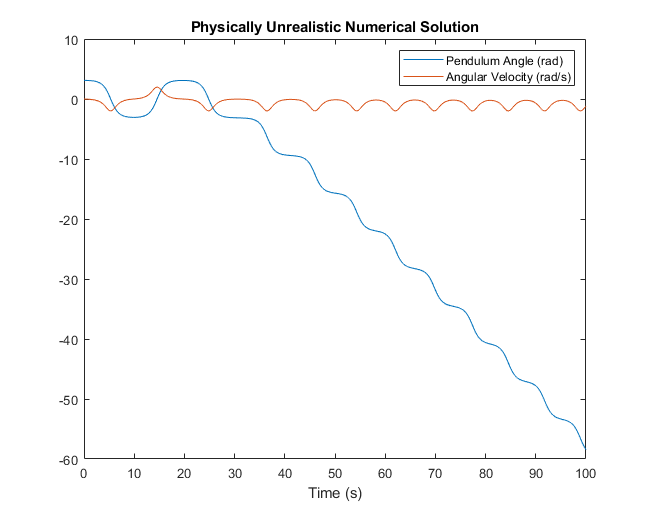 Physically Unrealistic Numerical Solution
Pendulum Angle (rad)
Angular Velocity (rad/s)
10
0
-10
-20
-30
-40
-50
-60
0 10 20 30 40 50 60 70 80 90 100
Time (s)